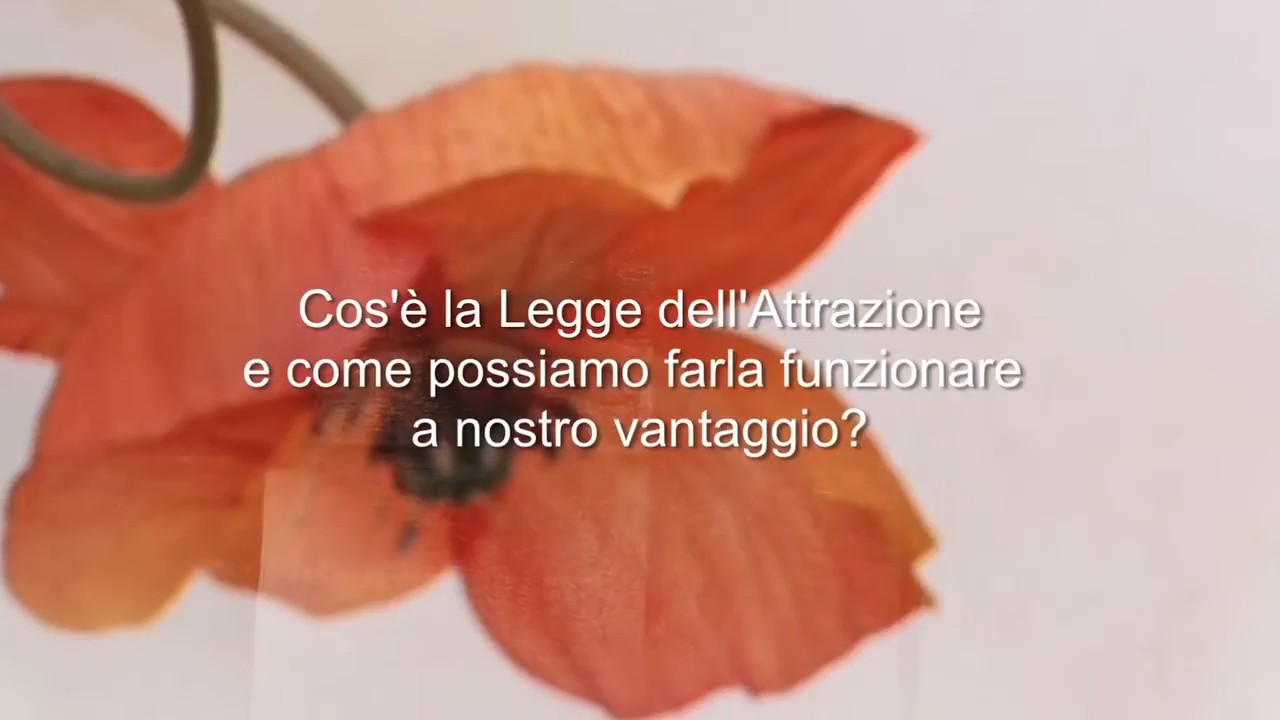 Cos'è la Legge dell'Attrazione
e come possiamo farla funzionare
a nostro vantaggio?